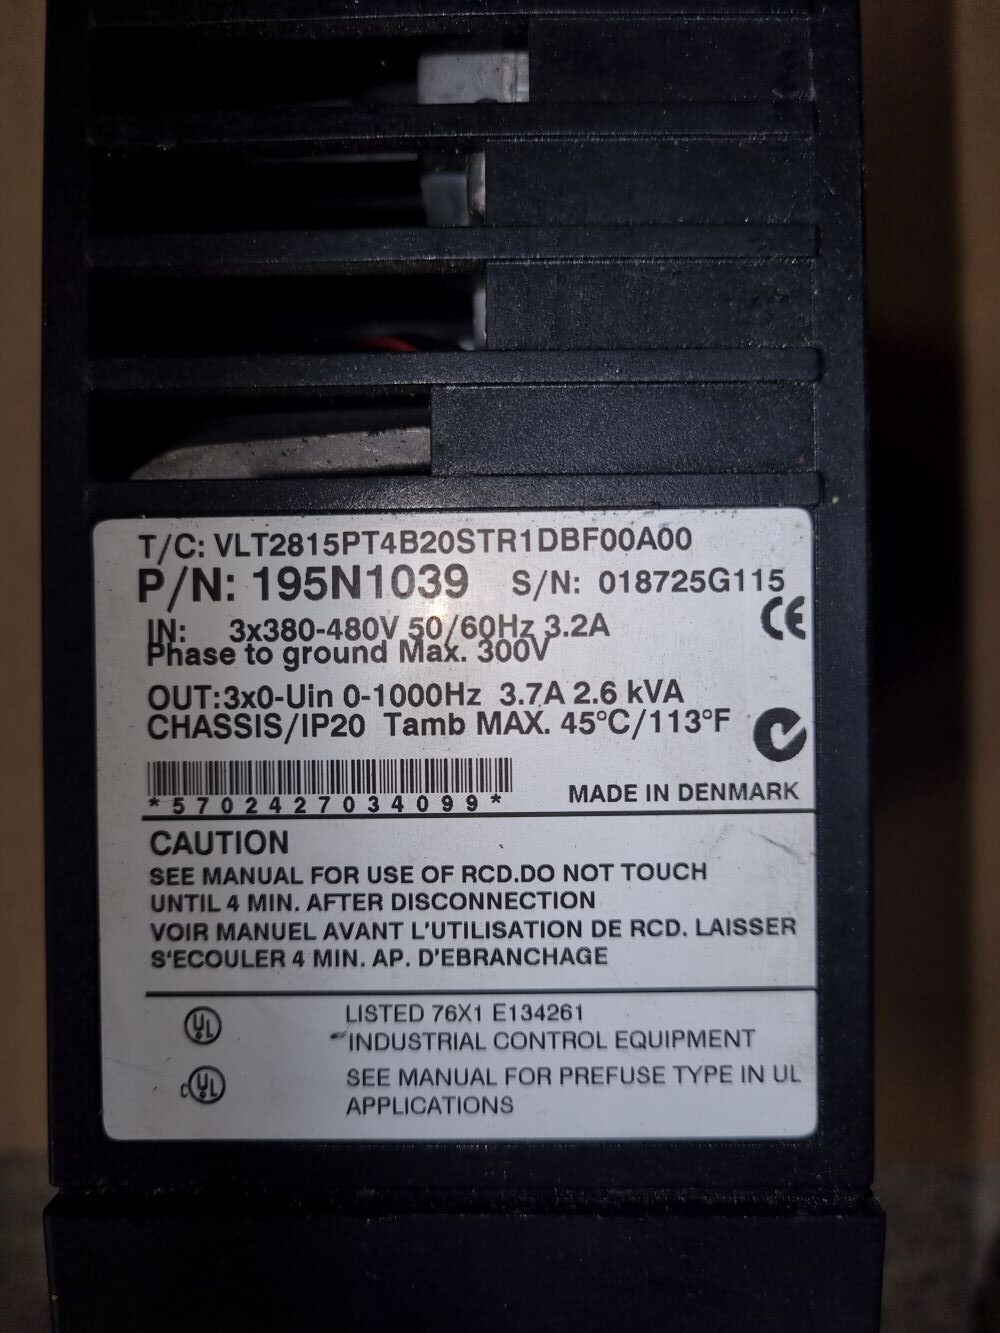 T/C: VLT2815PT4B20STR1DBF00A00
P/N: 195N1039 S/N: 018725G115
IN: 3x380-480V 50/60Hz 3.2A
Phase to ground Max. 300V
OUT:3x0-Uin 0-1000Hz 3.7A 2.6 kVA
CHASSIS/IP20 Tamb MAX. 45°C/113°F
*5702427034099* MADE IN DENMARK
CAUTION
SEE MANUAL FOR USE OF RCD.DO NOT TOUCH
UNTIL 4 MIN. AFTER DISCONNECTION
VOIR MANUEL AVANT L'UTILISATION DE RCD. LAISSER
S'ECOULER 4 MIN. AP. D'EBRANCHAGE
UL LISTED 76X1 E134261
INDUSTRIAL CONTROL EQUIPMENT
cUL SEE MANUAL FOR PREFUSE TYPE IN UL
APPLICATIONS